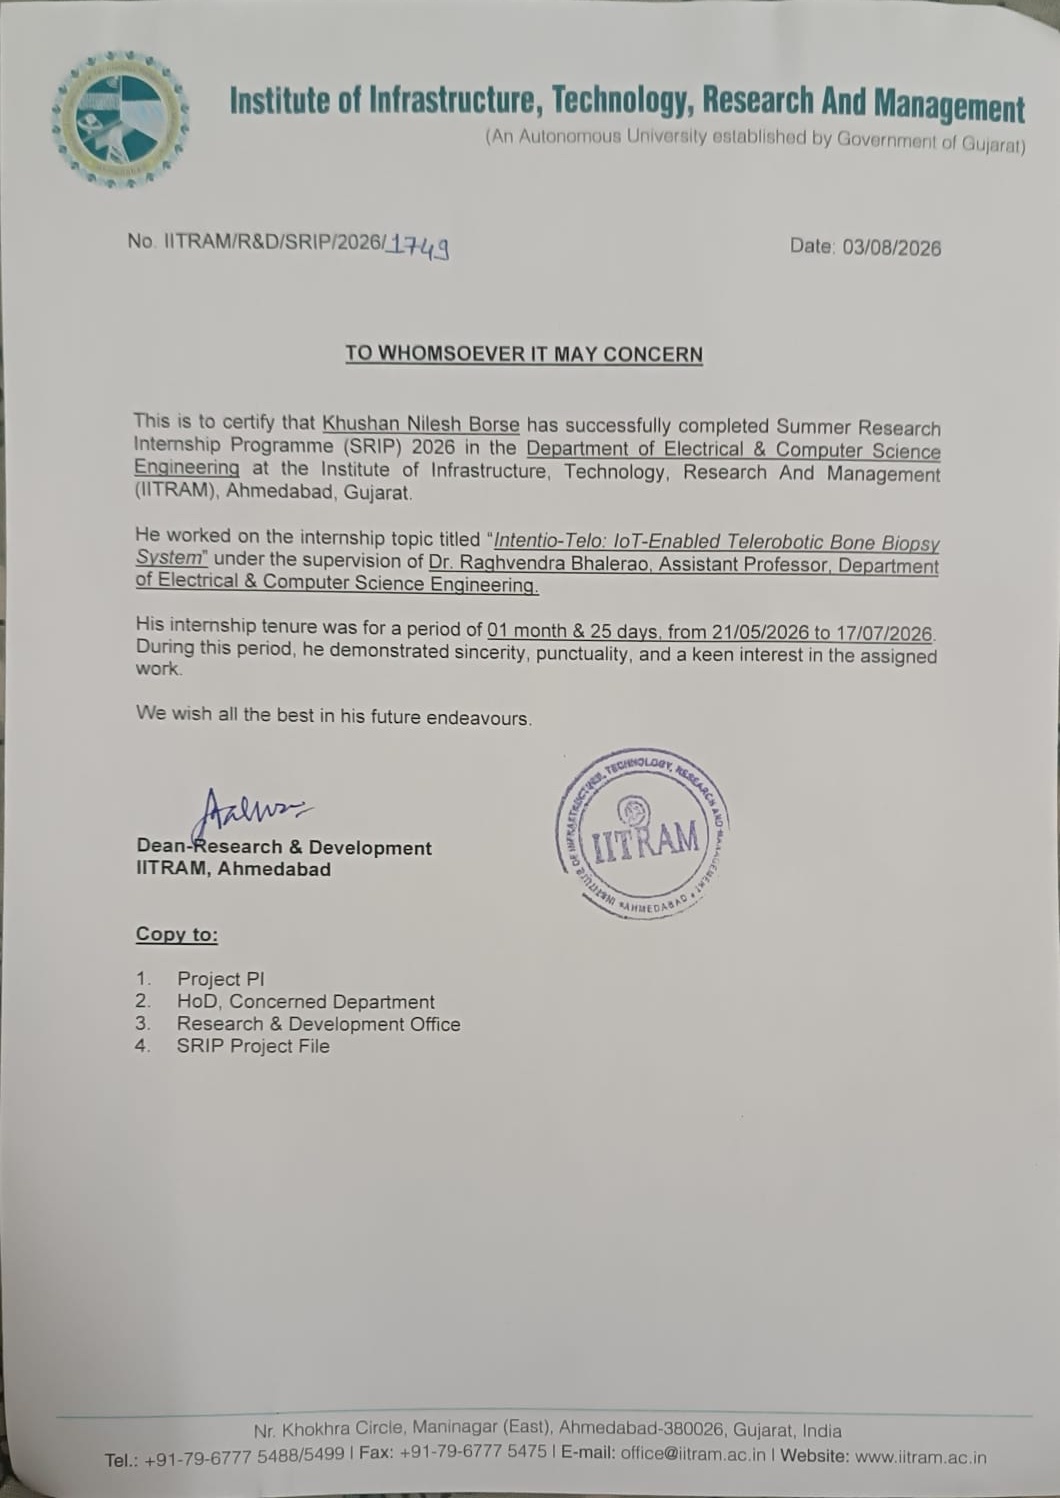 Institute of Infrastructure, Technology, Research And Management
(An Autonomous University established by Government of Gujarat)
No. IITRAM/R&D/SRIP/2026/1749
Date: 03/08/2026
TO WHOMSOEVER IT MAY CONCERN
This is to certify that Khushan Nilesh Borse has successfully completed Summer Research
Internship Programme (SRIP) 2026 in the Department of Electrical & Computer Science
Engineering at the Institute of Infrastructure, Technology, Research And Management
(IITRAM), Ahmedabad, Gujarat.
He worked on the internship topic titled “Intentio-Telo: IoT-Enabled Telerobotic Bone Biopsy
System” under the supervision of Dr. Raghvendra Bhalerao, Assistant Professor, Department
of Electrical & Computer Science Engineering.
His internship tenure was for a period of 01 month & 25 days, from 21/05/2026 to 17/07/2026.
During this period, he demonstrated sincerity, punctuality, and a keen interest in the assigned
work.
We wish all the best in his future endeavours.
Dean-Research & Development
IITRAM, Ahmedabad
INSTITUTE OF INFRASTRUCTURE, TECHNOLOGY, RESEARCH AND MANAGEMENT
IITRAM
AHMEDABAD
Copy to:
1. Project PI
2. HoD, Concerned Department
3. Research & Development Office
4. SRIP Project File
Nr. Khokhra Circle, Maninagar (East), Ahmedabad-380026, Gujarat, India
Tel.: +91-79-6777 5488/5499 | Fax: +91-79-6777 5475 | E-mail: office@iitram.ac.in | Website: www.iitram.ac.in